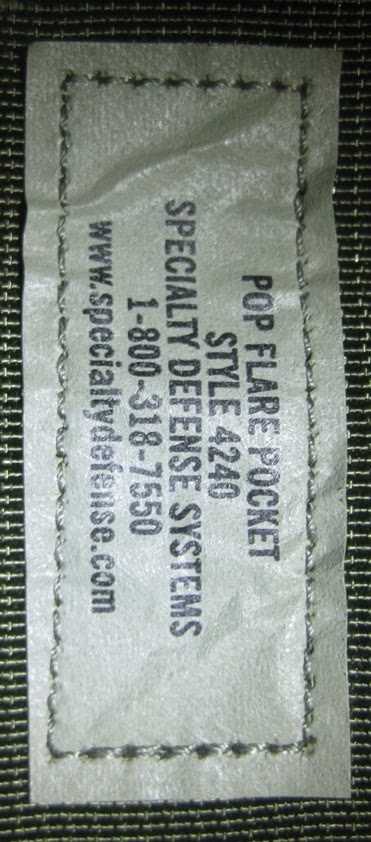 POP FLARE POCKET
STYLE 4240
SPECIALTY DEFENSE SYSTEMS
1-800-318-7550
www.specialtydefense.com